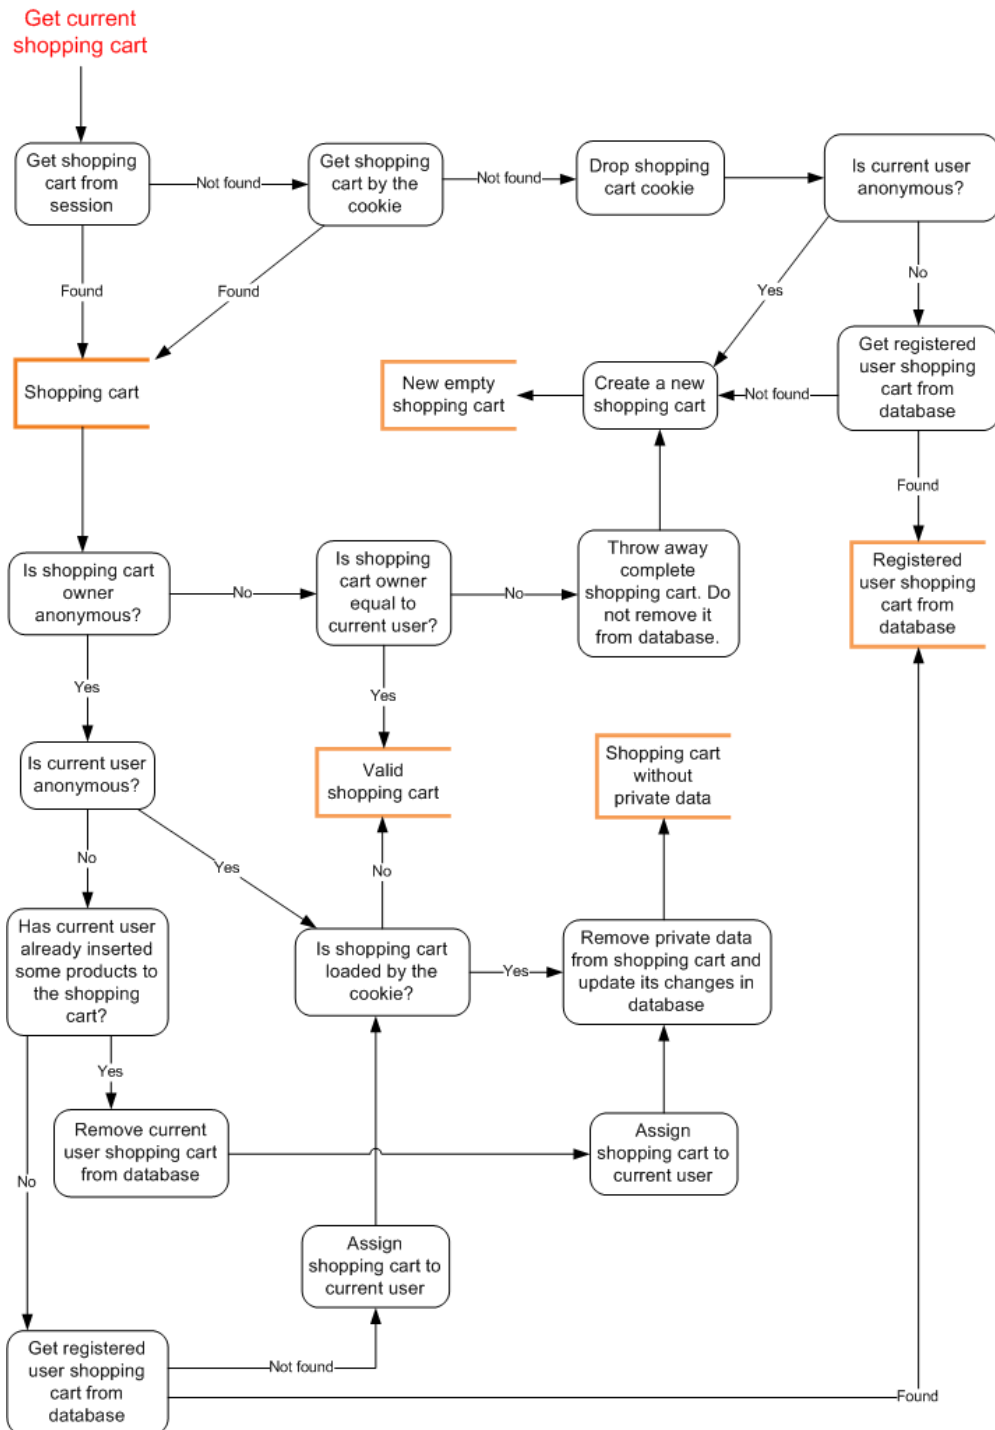 Get current
shopping cart
Get shopping
cart from
session
Not found
Get shopping
cart by the
cookie
Not found
Drop shopping
cart cookie
Is current user
anonymous?
Found
Found
Yes
No
Shopping cart
New empty
shopping cart
Create a new
shopping cart
Not found
Get registered
user shopping
cart from
database
Found
Is shopping cart
owner
anonymous?
No
Is shopping
cart owner
equal to
current user?
No
Throw away
complete
shopping cart. Do
not remove it
from database.
Registered
user shopping
cart from
database
Yes
Yes
Is current user
anonymous?
Valid
shopping cart
Shopping cart
without
private data
No
Yes
No
Has current user
already inserted
some products to
the shopping
cart?
Is shopping cart
loaded by the
cookie?
Yes
Remove private data
from shopping cart and
update its changes in
database
Yes
Remove current
user shopping cart
from database
Assign
shopping cart to
current user
No
Assign
shopping cart to
current user
Get registered
user shopping
cart from
database
Not found
Found